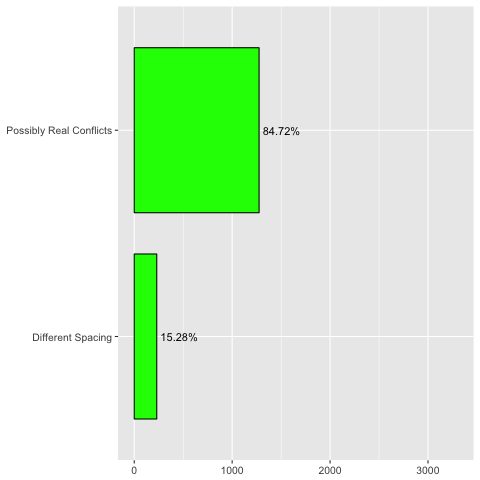 Possibly Real Conflicts
84.72%
Different Spacing
15.28%
0 1000 2000 3000